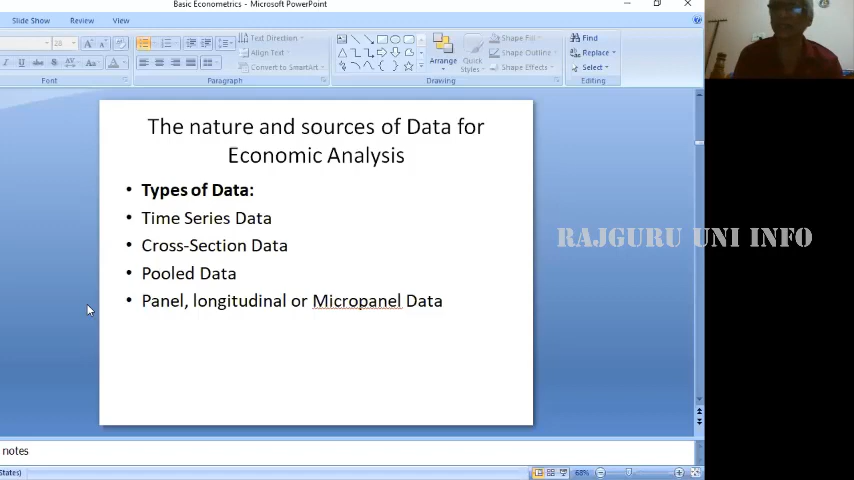 Basic Econometrics - Microsoft PowerPoint
Slide Show Review View
28
Text Direction
Align Text
Convert to SmartArt
Font
Paragraph
Arrange
Quick Styles
Shape Fill
Shape Outline
Shape Effects
Drawing
Find
Replace
Select
Editing
The nature and sources of Data for
Economic Analysis
• Types of Data:
• Time Series Data
• Cross-Section Data
• Pooled Data
• Panel, longitudinal or Micropanel Data
RAJGURU UNI INFO
notes
States)
68%